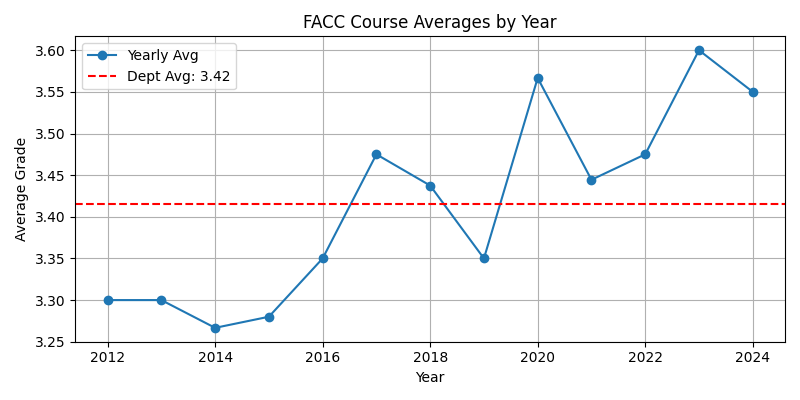 FACC Course Averages by Year
Yearly Avg
Dept Avg: 3.42
Average Grade
3.60
3.55
3.50
3.45
3.40
3.35
3.30
3.25
2012 2014 2016 2018 2020 2022 2024
Year